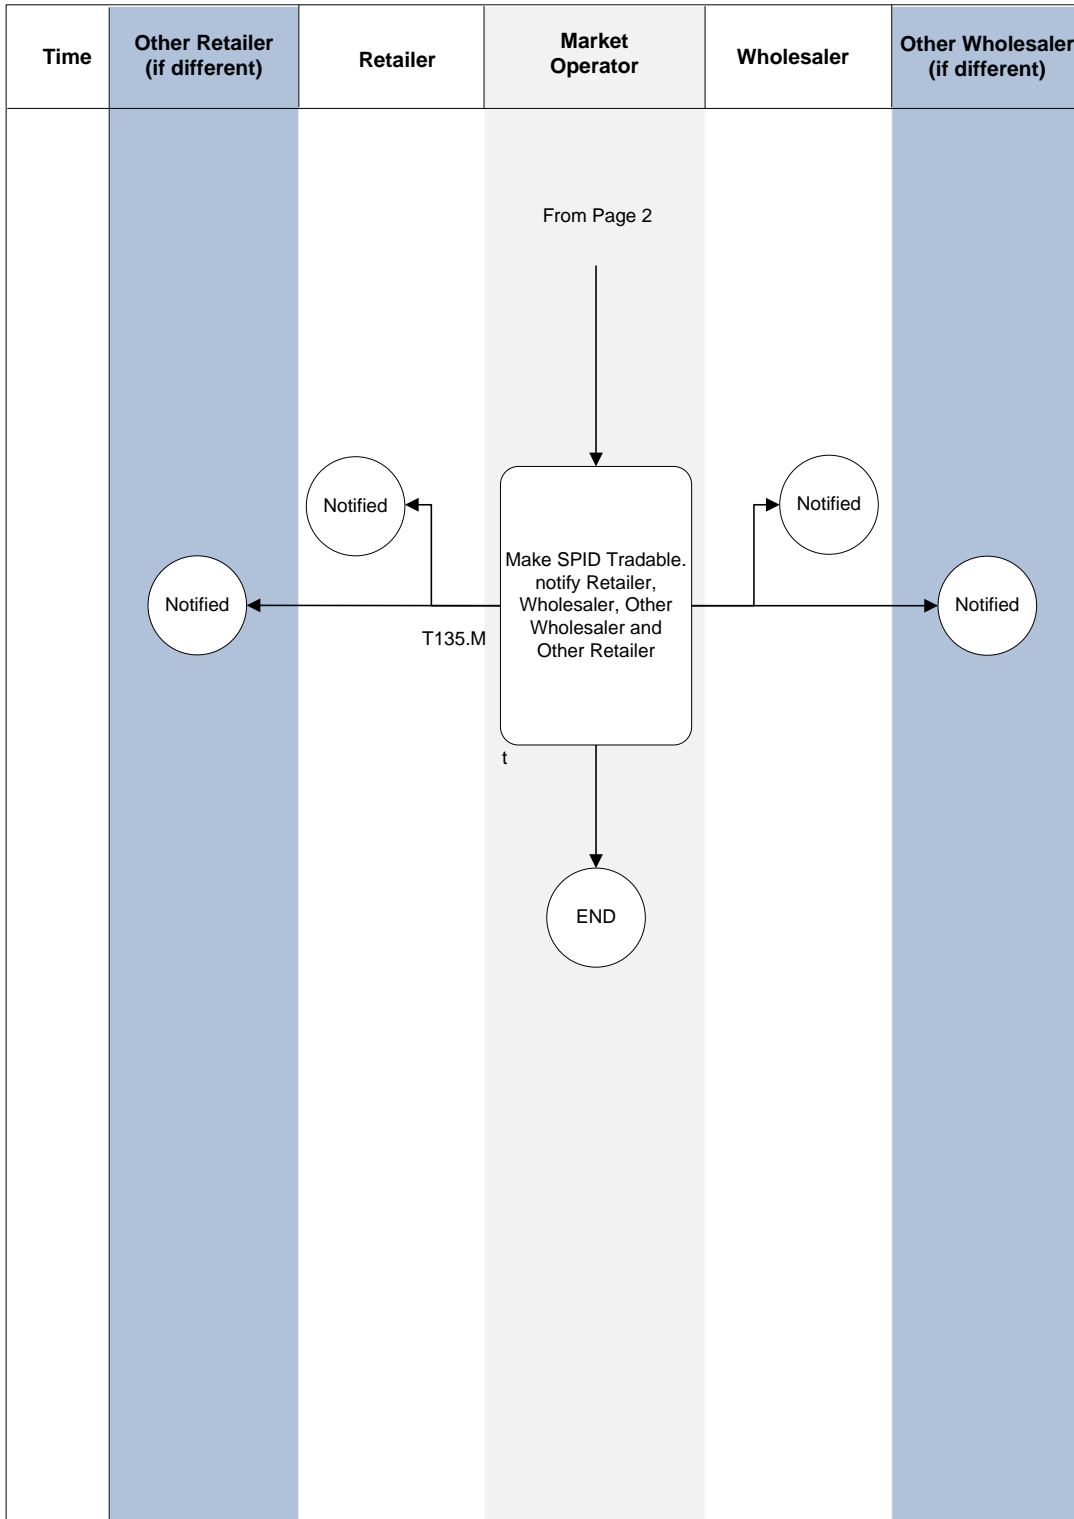 Time
Other Retailer
(if different)
Retailer
Market
Operator
Wholesaler
Other Wholesaler
(if different)
From Page 2
Notified
Notified
Notified
Notified
Make SPID Tradable.
notify Retailer,
Wholesaler, Other
Wholesaler and
Other Retailer
T135.M
t
END